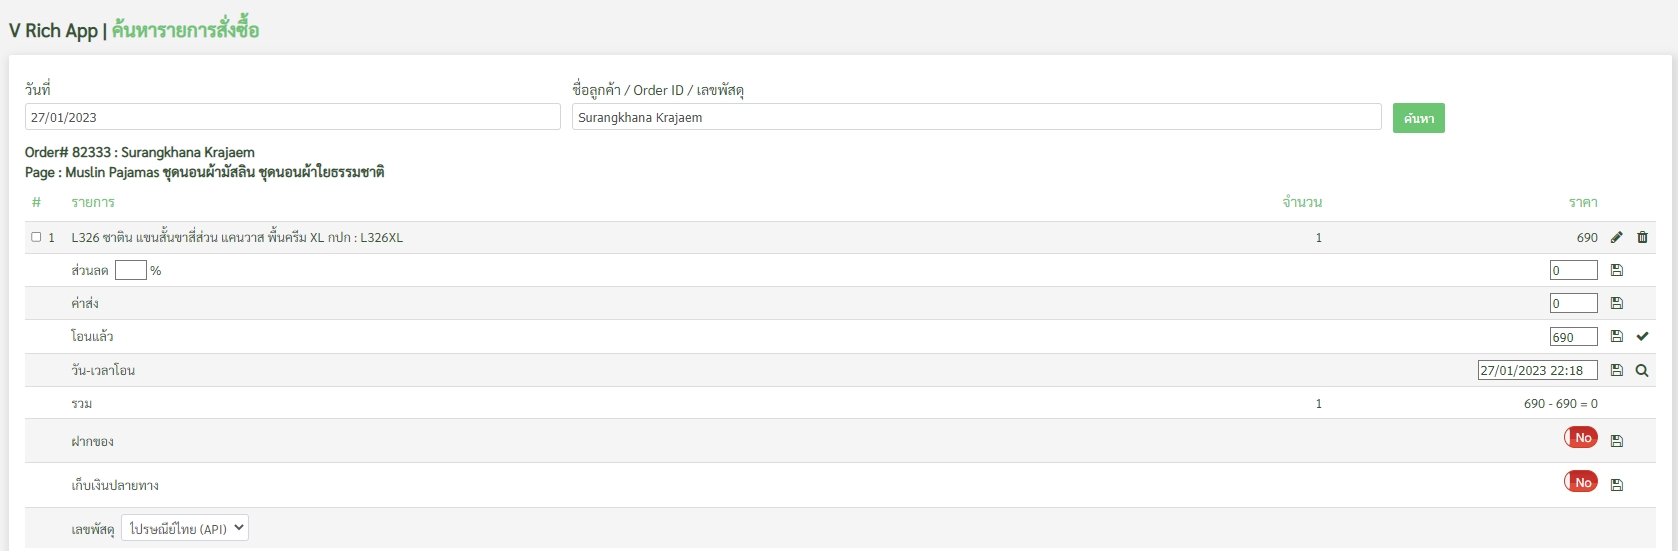 V Rich App | ค้นหารายการสั่งซื้อ
วันที่ ชื่อลูกค้า / Order ID / เลขพัสดุ
27/01/2023 Surangkhana Krajaem ค้นหา
Order# 82333 : Surangkhana Krajaem
Page : Muslin Pajamas ชุดนอนผ้ามัสลิน ชุดนอนผ้าใยธรรมชาติ
# รายการ จำนวน ราคา
1 L326 ซาติน แขนสั้นขาสี่ส่วน แคนวาส พื้นครีม XL กปก : L326XL 1 690
ส่วนลด % 0
ค่าส่ง 0
โอนแล้ว 690
วัน-เวลาโอน 27/01/2023 22:18
รวม 1 690 - 690 = 0
ฝากของ No
เก็บเงินปลายทาง No
เลขพัสดุ ไปรษณีย์ไทย (API)